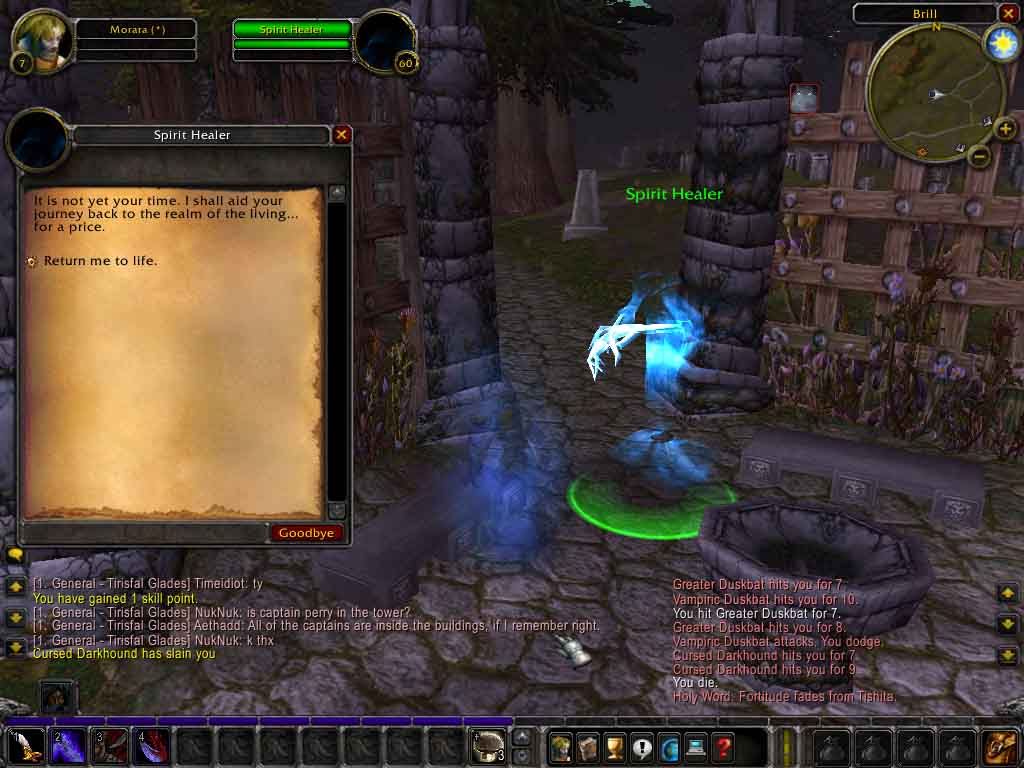 Morara (*)
7
Spirit Healer
60
Brill
N
Spirit Healer
It is not yet your time. I shall aid your
journey back to the realm of the living...
for a price.
Return me to life.
Goodbye
Spirit Healer
[1. General - Tirisfal Glades] Timeidiot: ty
You have gained 1 skill point.
[1. General - Tirisfal Glades] NukNuk: is captain perry in the tower?
[1. General - Tirisfal Glades] Aethadd: All of the captains are inside the buildings, if I remember right.
[1. General - Tirisfal Glades] NukNuk: k thx
Cursed Darkhound has slain you
Greater Duskbat hits you for 7.
Vampiric Duskbat hits you for 10.
You hit Greater Duskbat for 7.
Greater Duskbat hits you for 8.
Vampiric Duskbat attacks. You dodge.
Cursed Darkhound hits you for 7
Cursed Darkhound hits you for 9
You die.
Holy Word: Fortitude fades from Tishita.
1
2
3
4
3